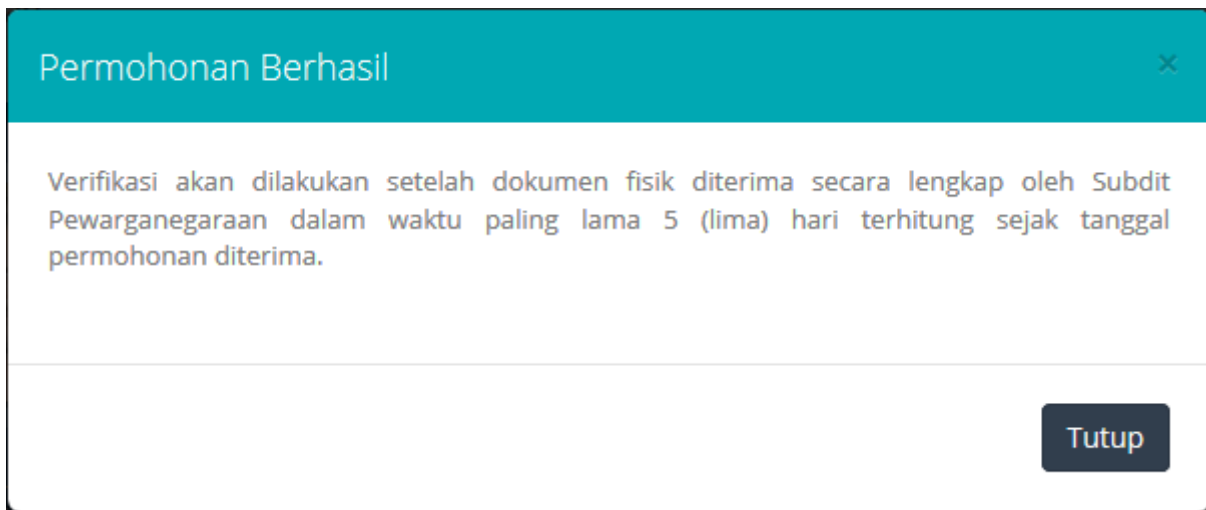 Permohonan Berhasil ×
Verifikasi akan dilakukan setelah dokumen fisik diterima secara lengkap oleh Subdit
Pewarganegaraan dalam waktu paling lama 5 (lima) hari terhitung sejak tanggal
permohonan diterima.
Tutup